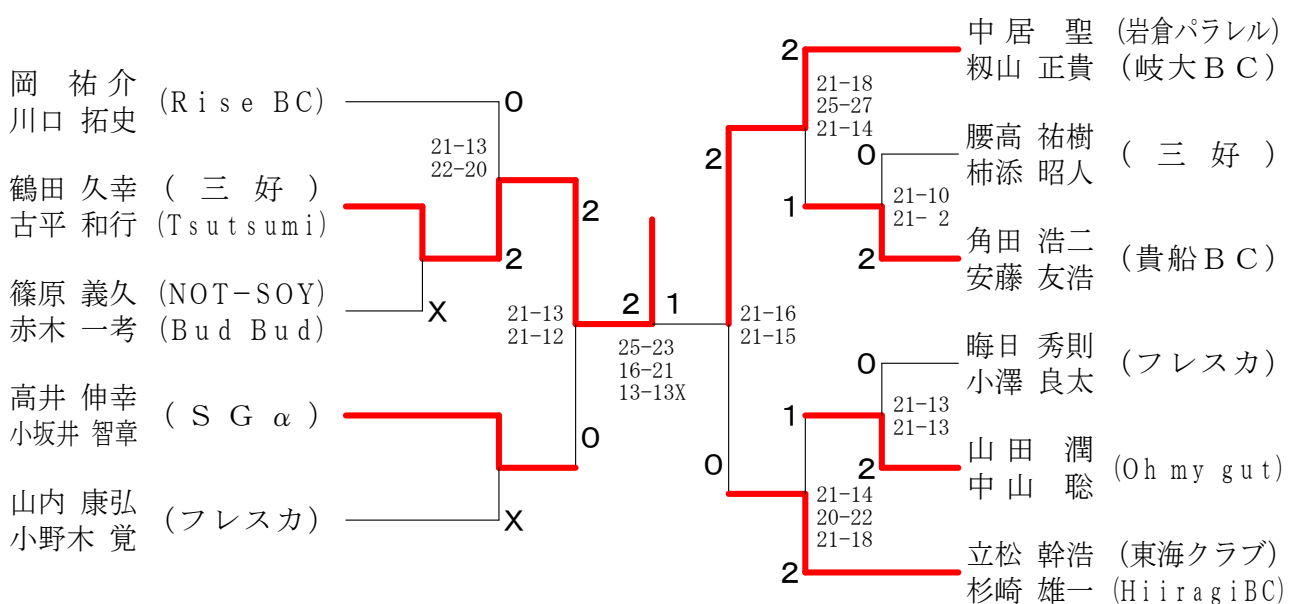 岡 祐介
川口 拓史
(Rise BC)
0
21-13
22-20
鶴田 久幸 (三好)
古平 和行 (Tsutsumi)
2
2
篠原 義久 (NOT-SOY)
赤木 一考 (Bud Bud)
X
21-13
21-12
高井 伸幸
小坂井 智章
(SGα)
0
山内 康弘
小野木 覚
(フレスカ)
X
2 1
25-23
16-21
13-13X
中居 聖 (岩倉パラレル)
籾山 正貴 (岐大BC)
2
21-18
25-27
21-14
2
腰高 祐樹
柿添 昭人
(三好)
0
21-10
21- 2
1
角田 浩二
安藤 友浩
(貴船BC)
2
21-16
21-15
晦日 秀則
小澤 良太
(フレスカ)
0
21-13
21-13
1
山田 潤
中山 聡
(Oh my gut)
2
0
21-14
20-22
21-18
立松 幹浩 (東海クラブ)
杉崎 雄一 (HiiragiBC)
2